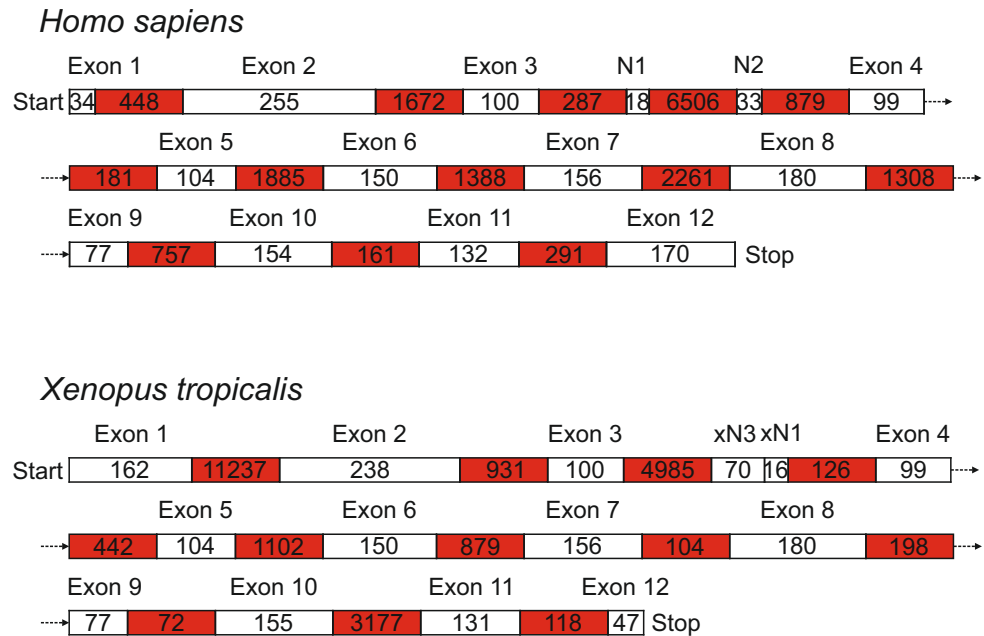 Homo sapiens
Exon 1 Exon 2 Exon 3 N1 N2 Exon 4
Start 34 448 255 1672 100 287 18 6506 33 879 99
Exon 5 Exon 6 Exon 7 Exon 8
181 104 1885 150 1388 156 2261 180 1308
Exon 9 Exon 10 Exon 11 Exon 12
77 757 154 161 132 291 170 Stop
Xenopus tropicalis
Exon 1 Exon 2 Exon 3 xN3 xN1 Exon 4
Start 162 11237 238 931 100 4985 70 16 126 99
Exon 5 Exon 6 Exon 7 Exon 8
442 104 1102 150 879 156 104 180 198
Exon 9 Exon 10 Exon 11 Exon 12
77 72 155 3177 131 118 47 Stop